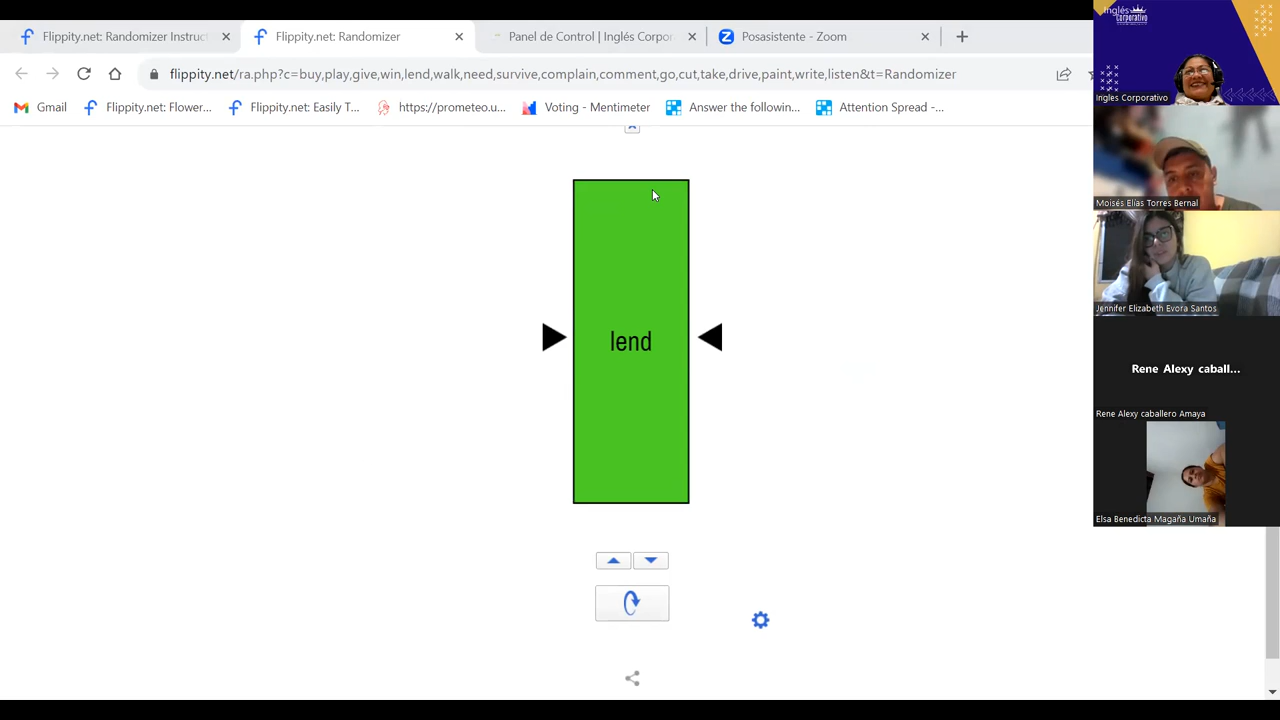 Flippity.net: Randomizer Instruct
Flippity.net: Randomizer
Panel de Control | Inglés Corpor
Posasistente - Zoom
flippity.net/ra.php?c=buy,play,give,win,lend,walk,need,survive,complain,comment,go,cut,take,drive,paint,write,listen&t=Randomizer
Gmail
Flippity.net: Flower...
Flippity.net: Easily T...
https://prometeo.u...
Voting - Mentimeter
Answer the followin...
Attention Spread -...
lend
Inglés
Corporativo
Ingles Corporativo
Moisés Elías Torres Bernal
Jennifer Elizabeth Evora Santos
Rene Alexy caball...
Rene Alexy caballero Amaya
Elsa Benedicta Magaña Umaña